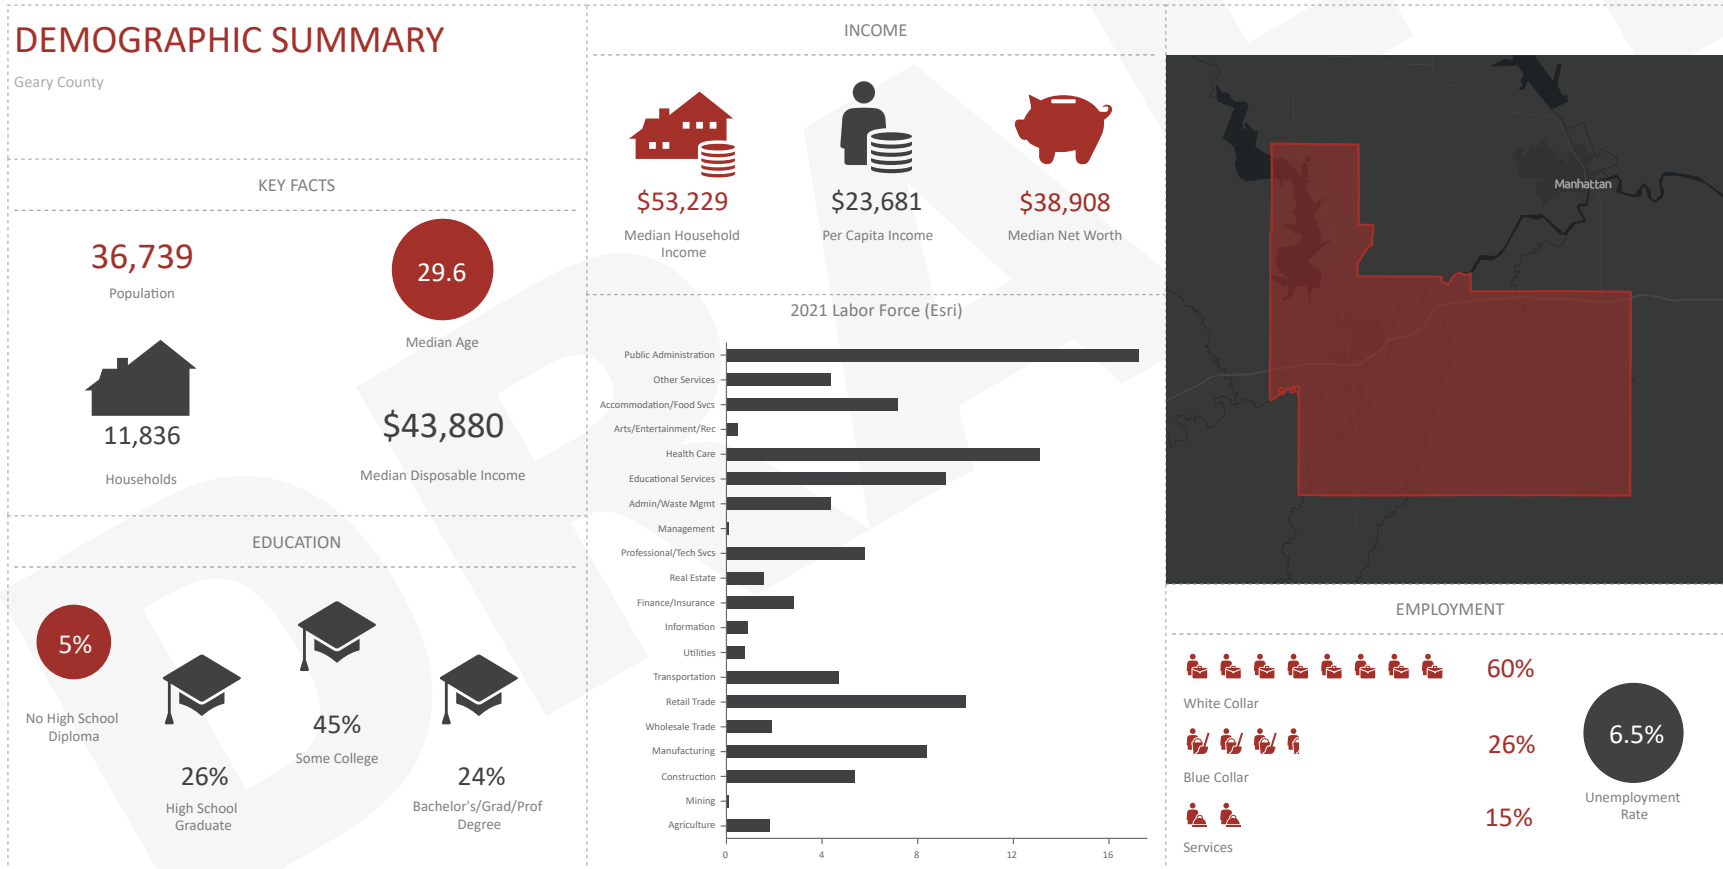 DEMOGRAPHIC SUMMARY
Geary County
KEY FACTS
36,739
Population
29.6
Median Age
11,836
Households
$43,880
Median Disposable Income
EDUCATION
5%
No High School
Diploma
26%
High School
Graduate
45%
Some College
24%
Bachelor's/Grad/Prof
Degree
INCOME
$53,229
Median Household
Income
$23,681
Per Capita Income
$38,908
Median Net Worth
2021 Labor Force (Esri)
Public Administration
Other Services
Accommodation/Food Svcs
Arts/Entertainment/Rec
Health Care
Educational Services
Admin/Waste Mgmt
Management
Professional/Tech Svcs
Real Estate
Finance/Insurance
Information
Utilities
Transportation
Retail Trade
Wholesale Trade
Manufacturing
Construction
Mining
Agriculture
0 4 8 12 16
Manhattan
EMPLOYMENT
60%
White Collar
26%
Blue Collar
15%
Services
6.5%
Unemployment
Rate
DRAFT